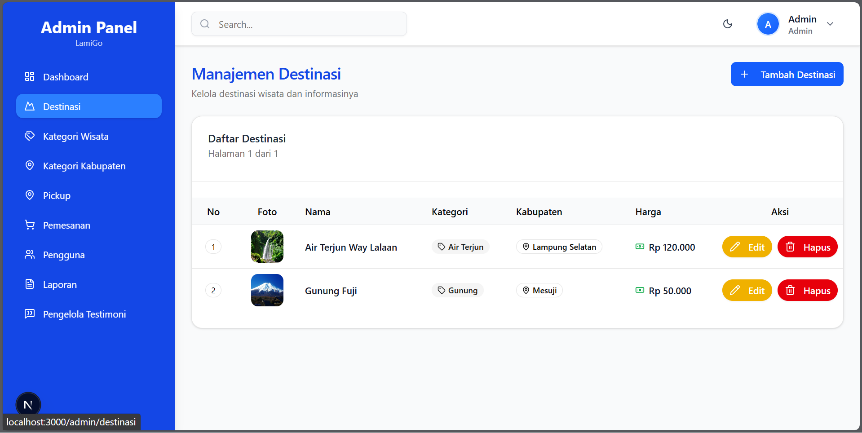 Admin Panel
LamiGo
Dashboard
Destinasi
Kategori Wisata
Kategori Kabupaten
Pickup
Pemesanan
Pengguna
Laporan
Pengelola Testimoni
N
localhost:3000/admin/destinasi
Search...
A
Admin
Admin
Manajemen Destinasi
Kelola destinasi wisata dan informasinya
+ Tambah Destinasi
Daftar Destinasi
Halaman 1 dari 1
No Foto Nama Kategori Kabupaten Harga Aksi
1 Air Terjun Way Lalaan Air Terjun Lampung Selatan Rp 120.000 Edit Hapus
2 Gunung Fuji Gunung Mesuji Rp 50.000 Edit Hapus